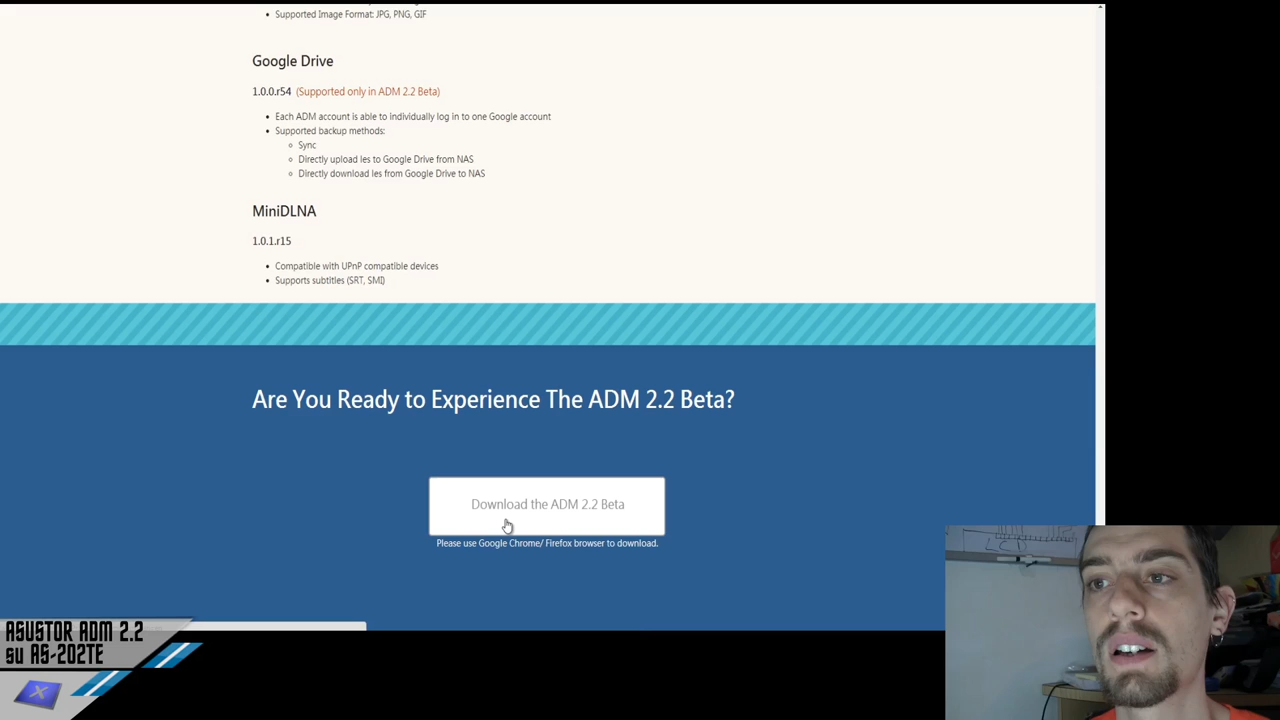 Supported Image Format: JPG, PNG, GIF
Google Drive
1.0.0.r54 (Supported only in ADM 2.2 Beta)
Each ADM account is able to individually log in to one Google account
Supported backup methods:
Sync
Directly upload les to Google Drive from NAS
Directly download les from Google Drive to NAS
MiniDLNA
1.0.1.r15
Compatible with UPnP compatible devices
Supports subtitles (SRT, SMI)
Are You Ready to Experience The ADM 2.2 Beta?
Download the ADM 2.2 Beta
Please use Google Chrome/ Firefox browser to download.
LCD
ASUSTOR ADM 2.2
su AS-202TE